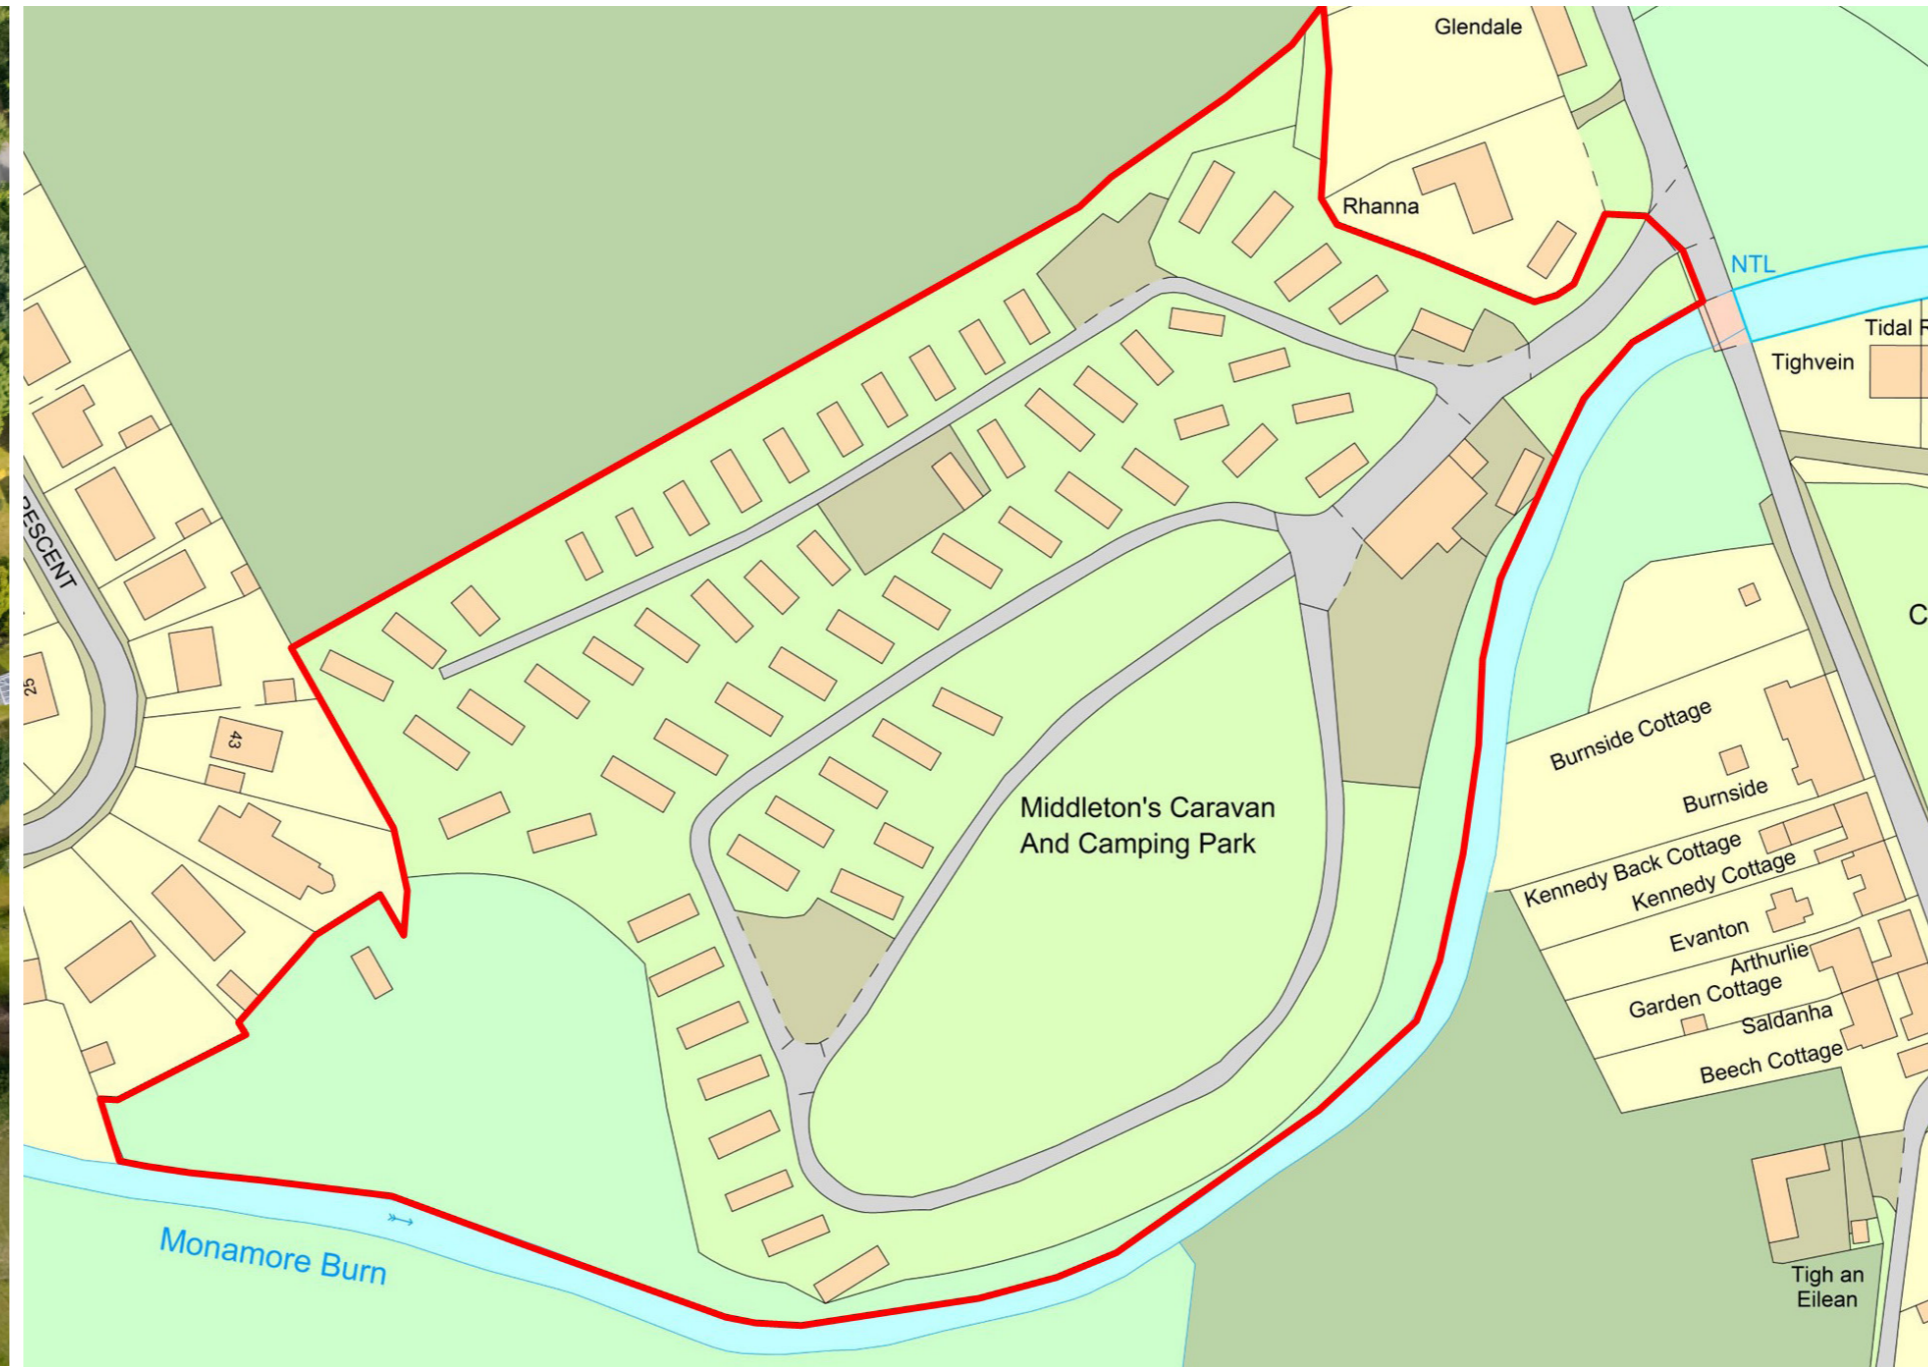 Glendale
Rhanna
NTL
Tidal
Tighvein
25
43
Burnside Cottage
Burnside
Kennedy Back Cottage
Kennedy Cottage
Evanton
Arthurlie
Garden Cottage
Saldanha
Beech Cottage
Middleton's Caravan
And Camping Park
Monamore Burn
Tigh an
Eilean